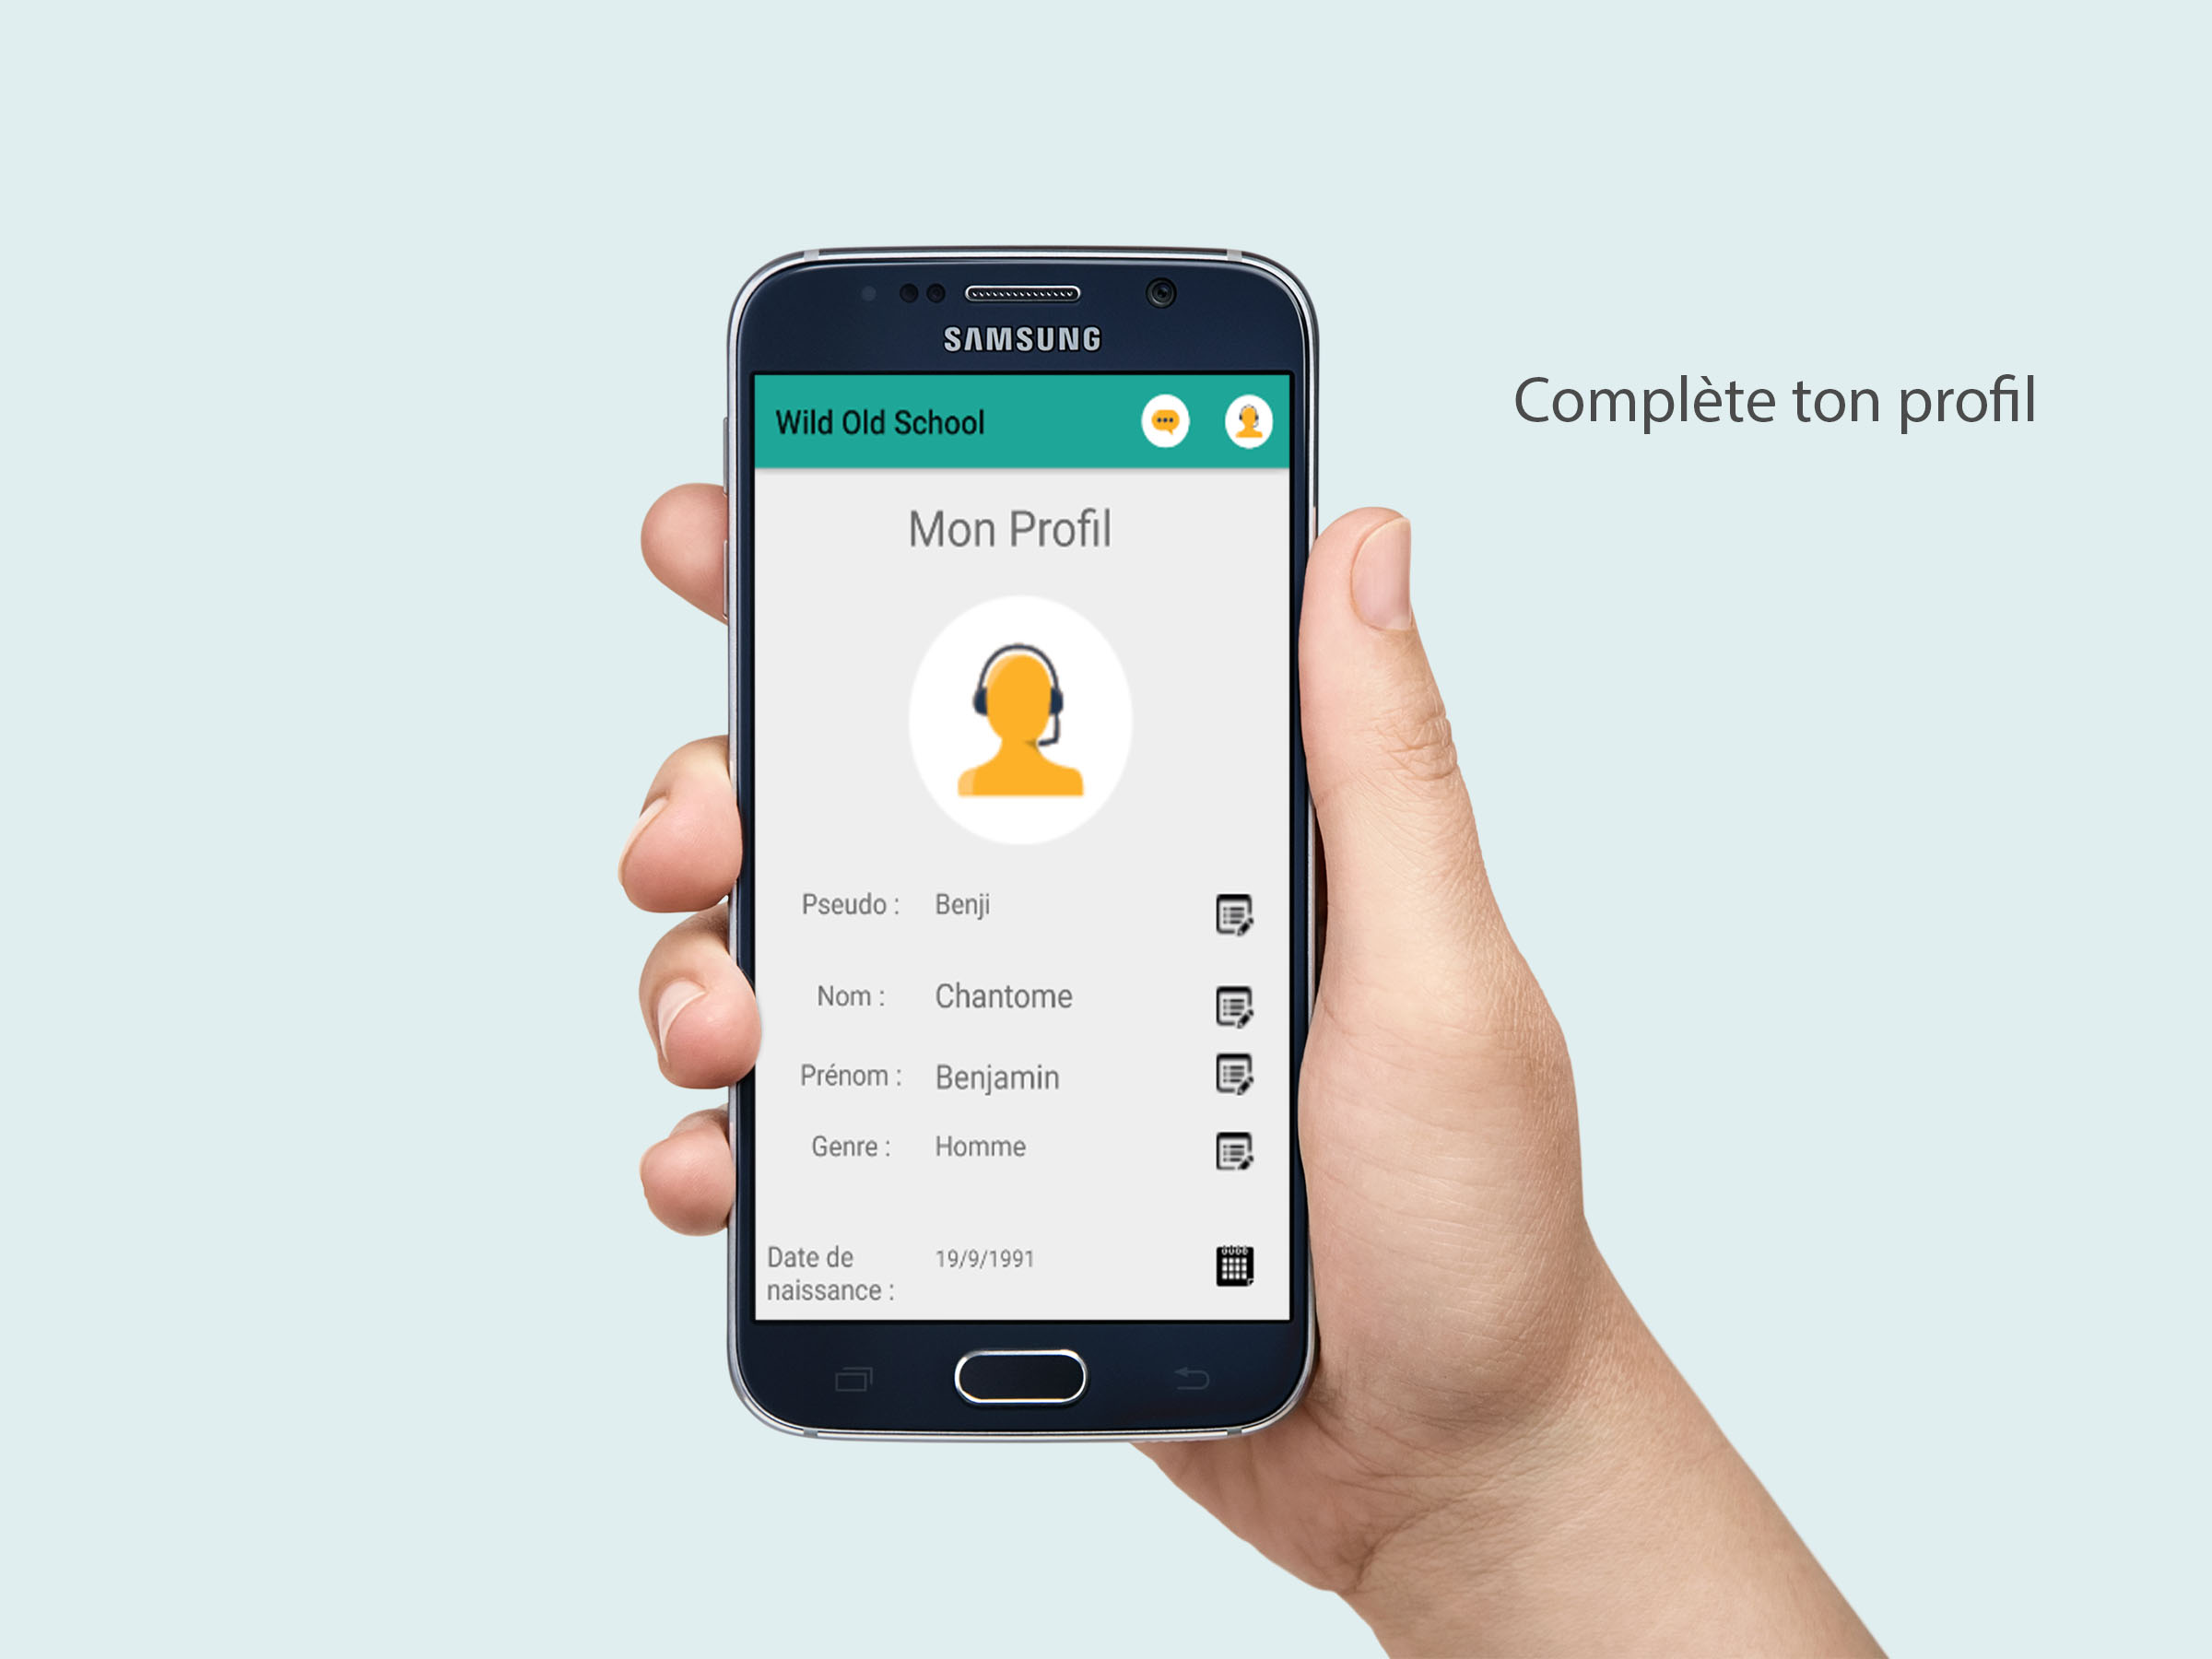 SAMSUNG
Wild Old School
Complète ton profil
Mon Profil
Pseudo : Benji
Nom : Chantome
Prénom : Benjamin
Genre : Homme
Date de naissance : 19/9/1991